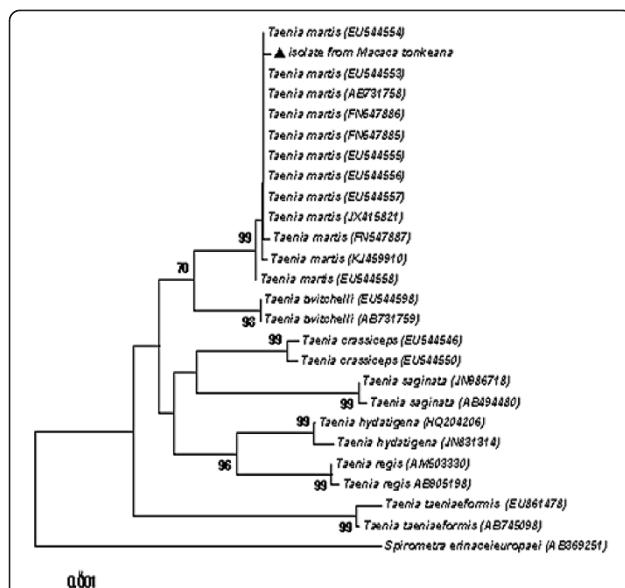 Taenia martis (EU544554)
▲ isolate from Macaca tonkeana
Taenia martis (EU544553)
Taenia martis (AB731758)
Taenia martis (FN547886)
Taenia martis (FN547885)
Taenia martis (EU544555)
Taenia martis (EU544556)
Taenia martis (EU544557)
Taenia martis (JX415821)
99 Taenia martis (FN547887)
Taenia martis (KJ459910)
70 Taenia martis (EU544558)
Taenia twitchelli (EU544598)
98 Taenia twitchelli (AB731759)
99 Taenia crassiceps (EU544546)
Taenia crassiceps (EU544550)
Taenia saginata (JN986718)
99 Taenia saginata (AB494480)
99 Taenia hydatigena (HQ204206)
Taenia hydatigena (JN831314)
96 Taenia regis (AM503330)
99 Taenia regis AB905198)
Taenia taeniaeformis (EU861478)
99 Taenia taeniaeformis (AB745098)
Spirometra erinaceieuropaei (AB369251)